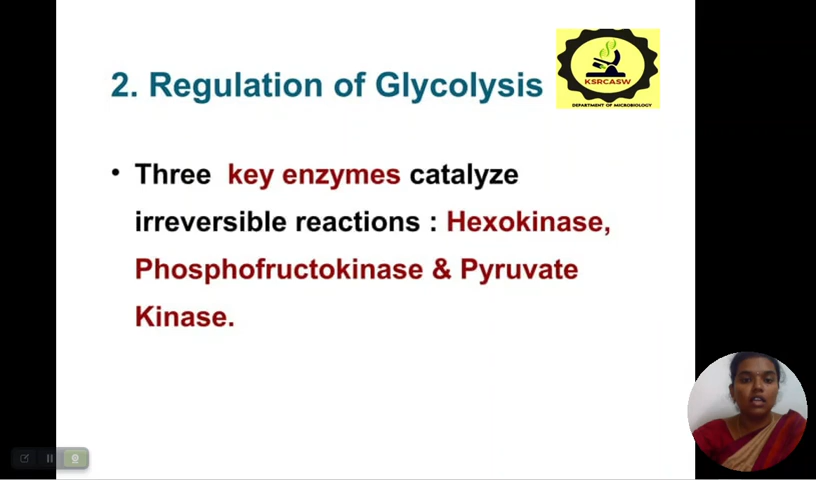 2. Regulation of Glycolysis
KSRCASW
DEPARTMENT OF MICROBIOLOGY
• Three key enzymes catalyze
irreversible reactions : Hexokinase,
Phosphofructokinase & Pyruvate
Kinase.